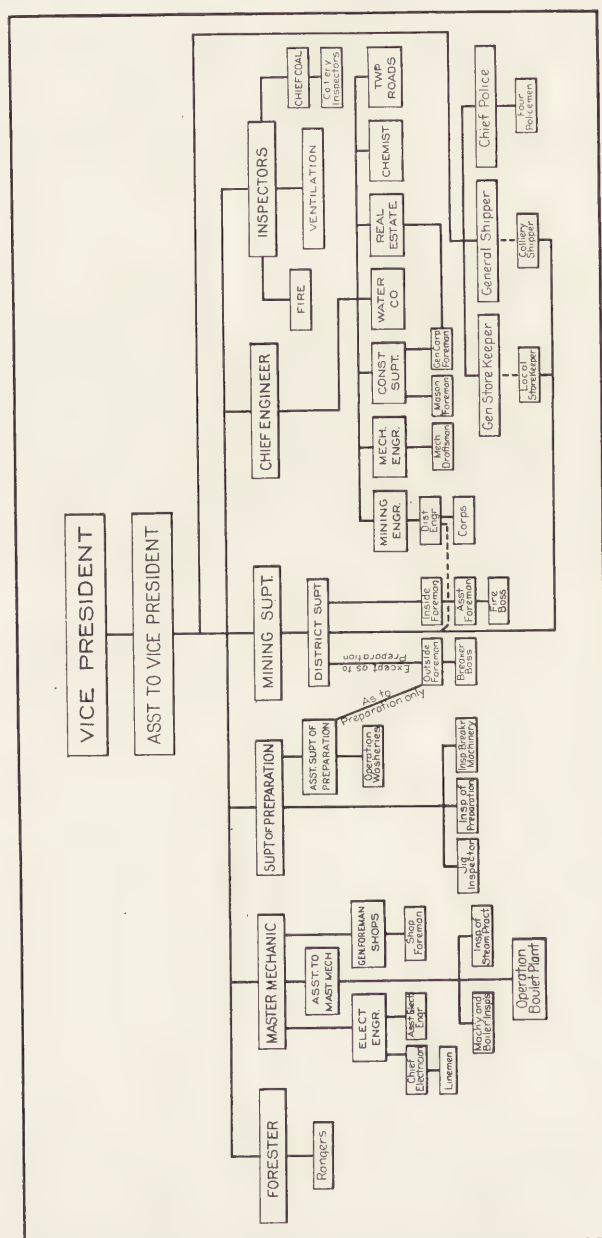 VICE PRESIDENT
ASST TO VICE PRESIDENT
FORESTER
Rangers
MASTER MECHANIC
ELECT
ENGR.
Chief
Electrician
Linemen
Asst Elect
Engr
ASST. TO
MAST MECH
Mach'y and
Boiler Insps
Insp of
Steam Pract
Operation
Boulet Plant
GEN. FOREMAN
SHOPS
Shop
Foreman
SUPT OF PREPARATION
ASST. SUPT OF
PREPARATION
Operation
Washeries
Jig
Inspector
Insp of
Preparation
Insp Breakr
Machinery
As to
Preparation only
MINING SUPT.
DISTRICT SUPT.
Except as to
Preparation
Outside
Foreman
Breaker
Boss
Inside
Foreman
Asst
Foreman
Fire
Boss
CHIEF ENGINEER
MINING
ENGR.
Dist
Engr
Corps
MECH.
ENGR.
Mech
Draftsman
CONST
SUPT.
Mason
Foreman
Gen Carp
Foreman
WATER
CO
REAL
ESTATE
CHEMIST
TWP
ROADS
INSPECTORS
FIRE
VENTILATION
CHIEF COAL
Colliery
Inspectors
Gen Store Keeper
Local
Store Keeper
General Shipper
Colliery
Shipper
Chief Police
Four
Policemen